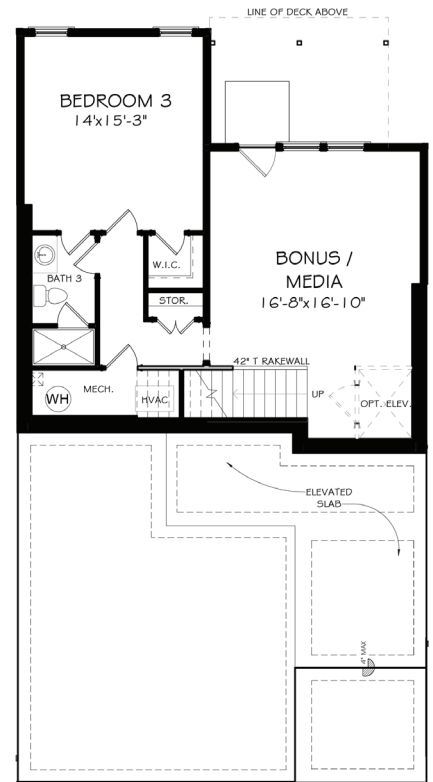 LINE OF DECK ABOVE
BEDROOM 3
14'x15'-3"
BONUS /
MEDIA
16'-8"x16'-10"
W.I.C.
BATH 3
STOR.
42" T RAKEWALL
MECH.
WH
HVAC
UP
OPT. ELEV.
ELEVATED
SLAB
4" MAX